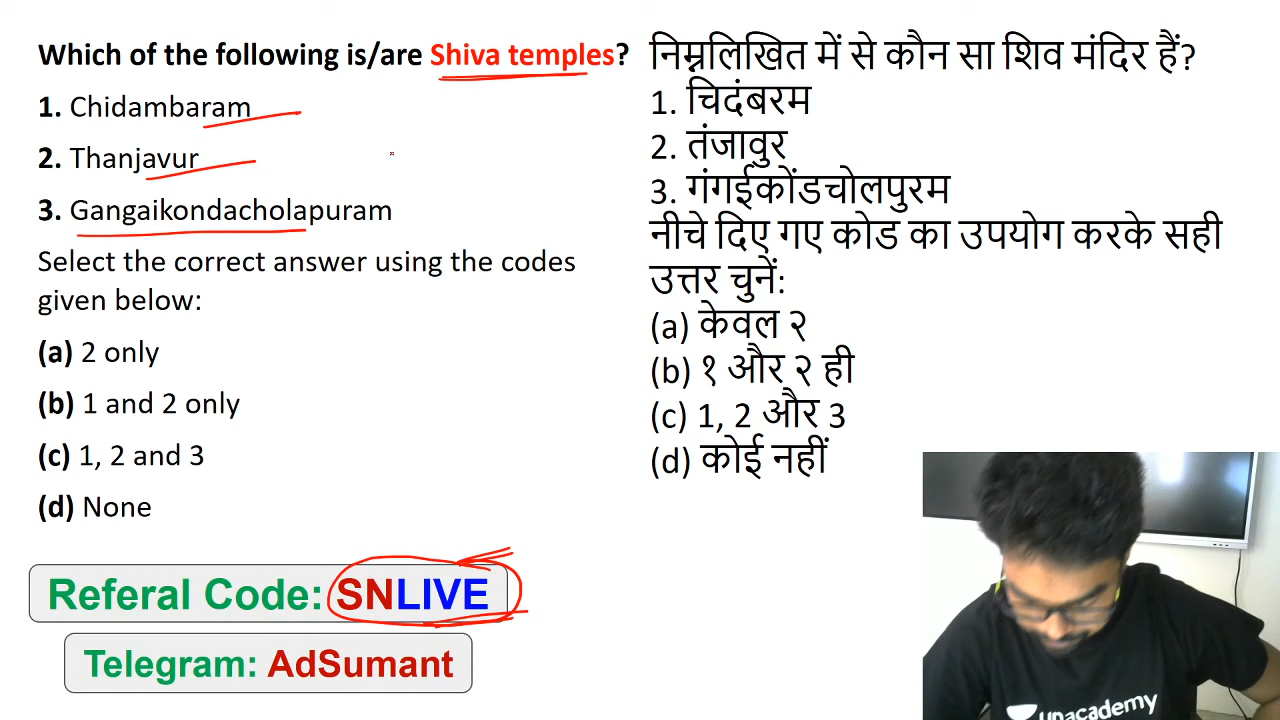 Which of the following is/are Shiva temples?
1. Chidambaram
2. Thanjavur
3. Gangaikondacholapuram
Select the correct answer using the codes
given below:
(a) 2 only
(b) 1 and 2 only
(c) 1, 2 and 3
(d) None
निम्नलिखित में से कौन सा शिव मंदिर हैं?
1. चिदंबरम
2. तंजावुर
3. गंगईकोंडचोलपुरम
नीचे दिए गए कोड का उपयोग करके सही
उत्तर चुनें:
(a) केवल २
(b) १ और २ ही
(c) 1, 2 और 3
(d) कोई नहीं
Referal Code: SNLIVE
Telegram: AdSumant
unacademy